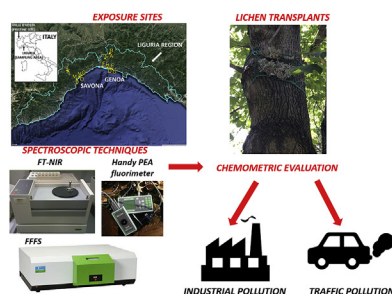 EXPOSURE SITES
LICHEN TRANSPLANTS
ITALY
LIGURIA REGION
GENOA
SAVONA
SPECTROSCOPIC TECHNIQUES
FT-NIR
Handy PEA
fluorimeter
CHEMOMETRIC EVALUATION
FFFS
INDUSTRIAL POLLUTION
TRAFFIC POLLUTION